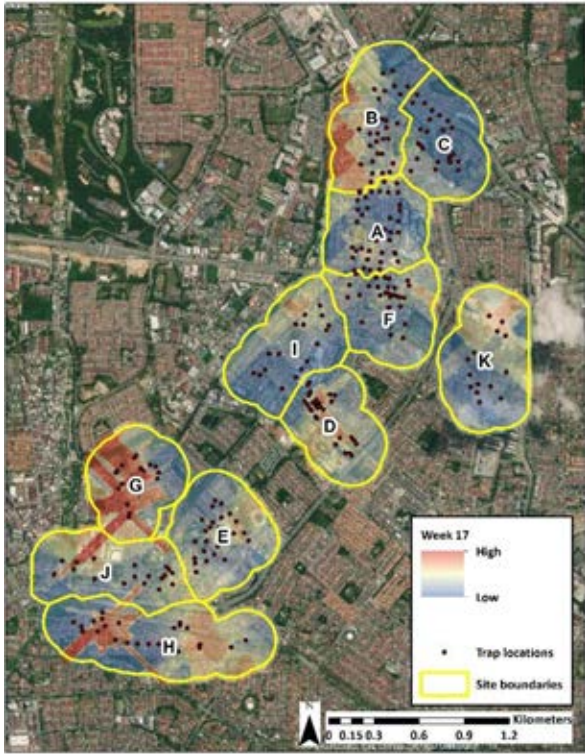 B
C
A
F
I
K
D
G
E
J
H
Week 17
High
Low
Trap locations
Site boundaries
N
Kilometers
0 0.15 0.3 0.6 0.9 1.2